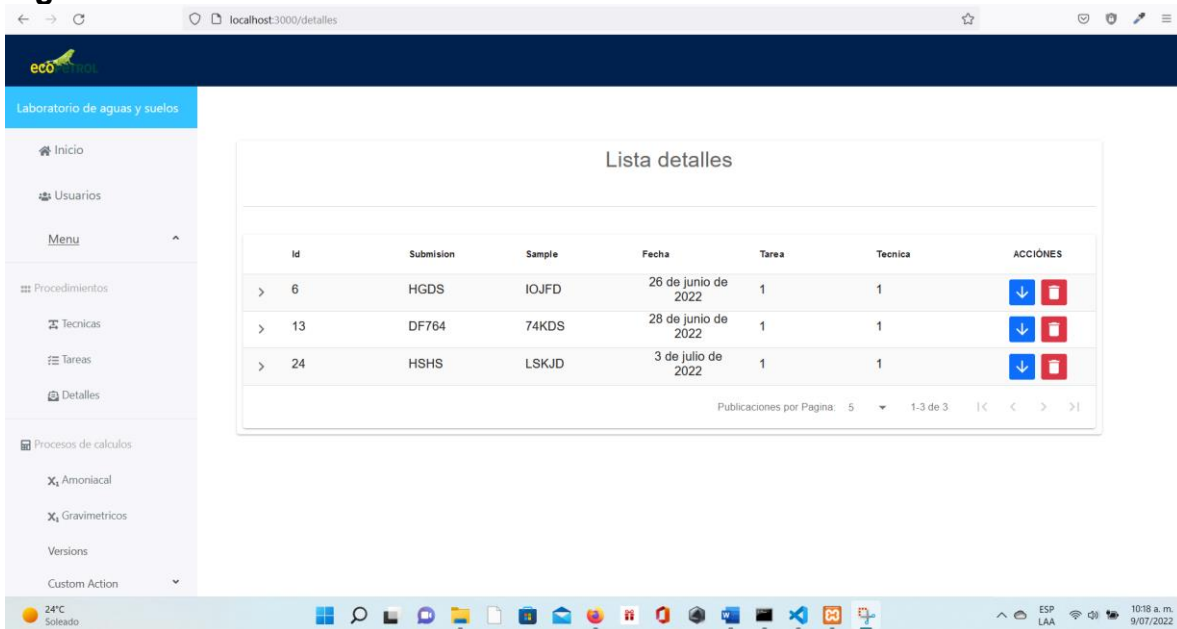 localhost:3000/detalles
ecopetrol
Laboratorio de aguas y suelos
Inicio
Usuarios
Menu
Procedimientos
Tecnicas
Tareas
Detalles
Procesos de calculos
X₁ Amoniacal
X₁ Gravimetricos
Versions
Custom Action
Lista detalles
Id Submision Sample Fecha Tarea Tecnica ACCIÓNES
6 HGDS IOJFD 26 de junio de 2022 1 1
13 DF764 74KDS 28 de junio de 2022 1 1
24 HSHS LSKJD 3 de julio de 2022 1 1
Publicaciones por Pagina: 5 1-3 de 3
24°C
Soleado
ESP
LAA
10:18 a. m.
9/07/2022